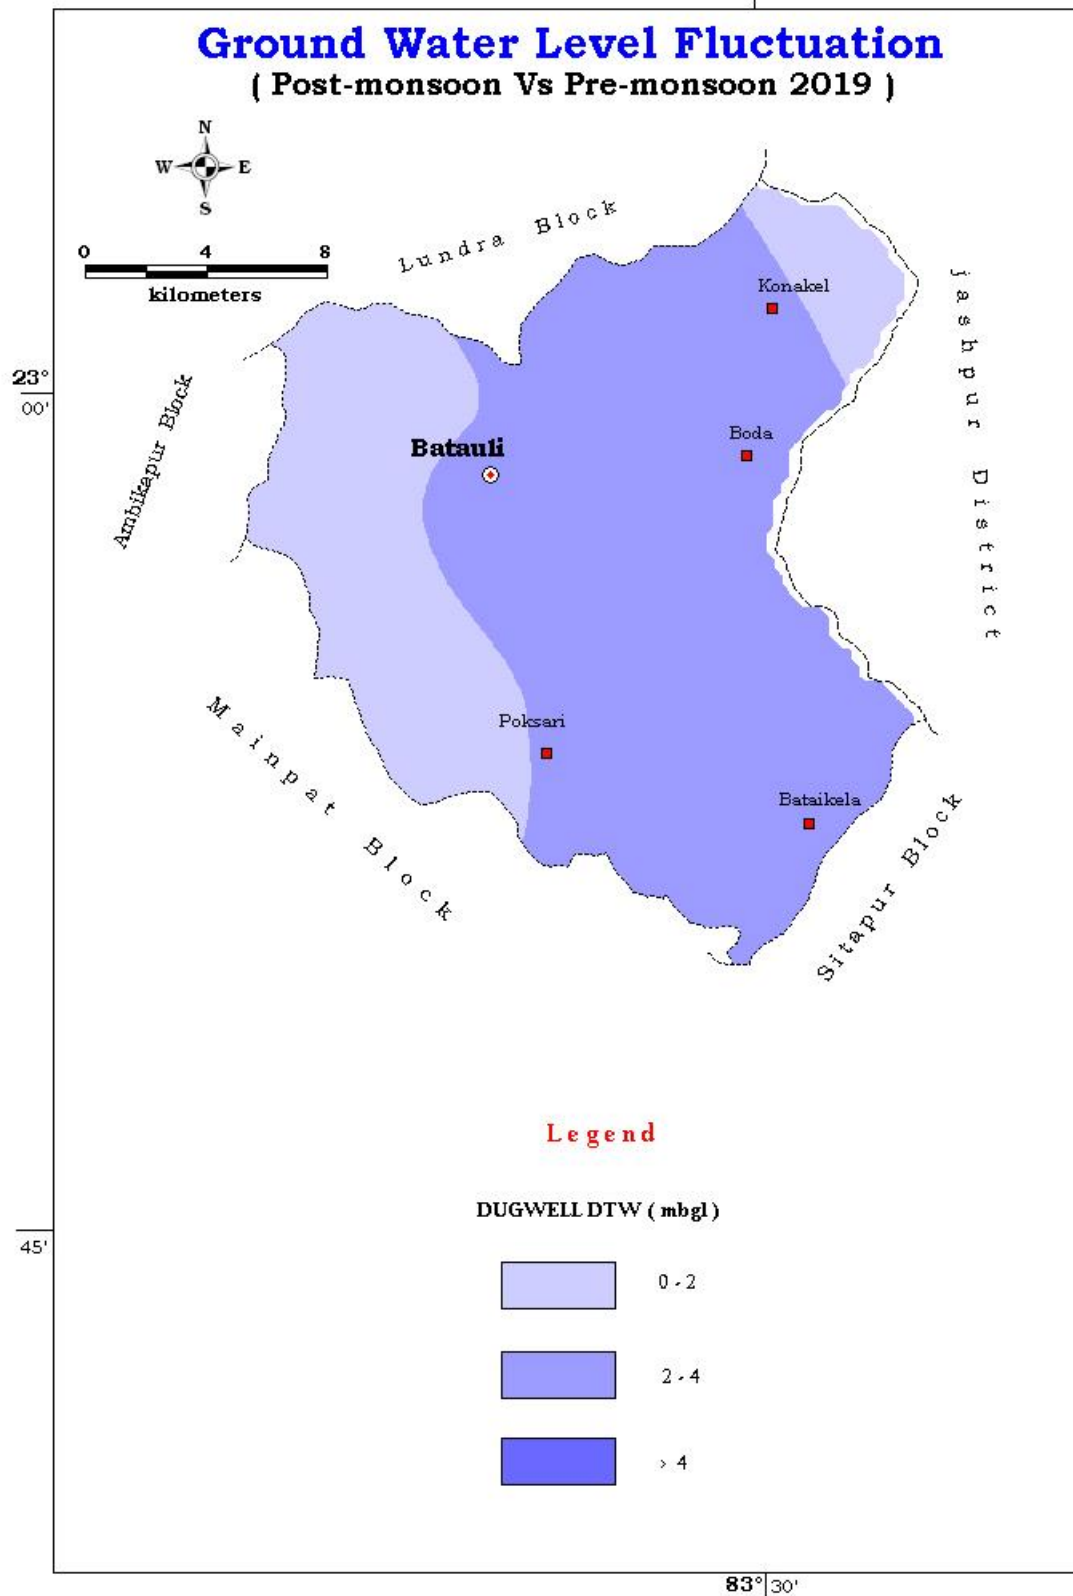 Ground Water Level Fluctuation
( Post-monsoon Vs Pre-monsoon 2019 )
N
W E
S
0 4 8
kilometers
Lundra Block
Konakel
jashpur District
23°
00'
Ambikapur Block
Boda
Batauli
Mainpat Block
Poksari
Bataikela
Sitapur Block
Legend
DUGWELL DTW ( mbgl )
45'
0 - 2
2 - 4
> 4
83° 30'